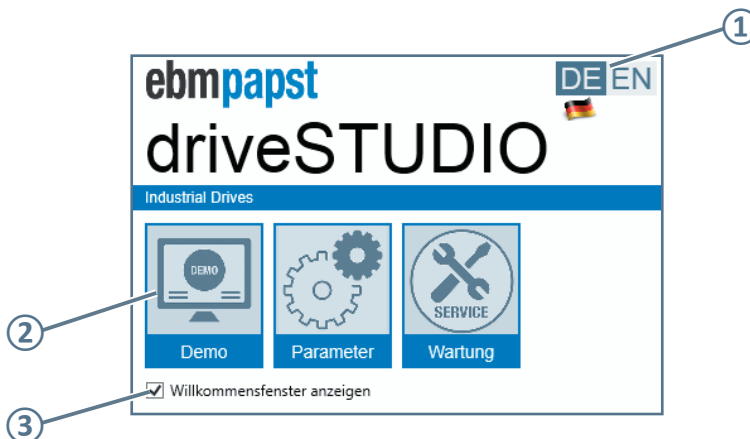 1
ebmpapst
DE EN
driveSTUDIO
Industrial Drives
DEMO
SERVICE
2
Demo
Parameter
Wartung
Willkommensfenster anzeigen
3